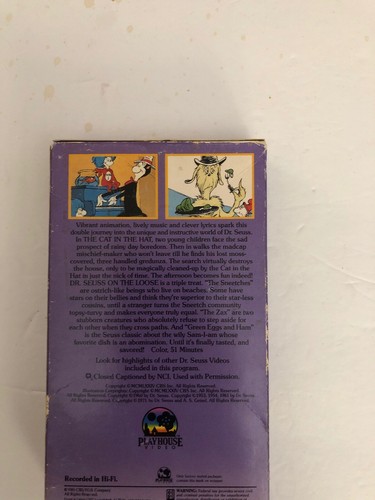 Vibrant animation, lively music and clever lyrics spark this
double journey into the unique and instructive world of Dr. Seuss.
In THE CAT IN THE HAT, two young children face the sad
prospect of rainy day boredom. Then in walks the madcap
mischief-maker who won't leave till he finds his lost moss-
covered, three handled gredunza. The search virtually destroys
the house, only to be magically cleaned-up by the Cat in the
Hat in just the nick of time. The afternoon becomes fun indeed!
DR. SEUSS ON THE LOOSE is a triple treat. "The Sneetches"
are ostrich-like beings who live on beaches. Some have
stars on their bellies and think they're superior to their star-less
cousins, until a stranger turns the Sneetch community
topsy-turvy and makes everyone truly equal. "The Zax" are two
stubborn creatures who absolutely refuse to step aside for
each other when they cross paths. And "Green Eggs and Ham"
is the Seuss classic about the wily Sam-I-am whose
favorite dish is an abomination. Until it's finally tasted, and
savored! Color. 51 Minutes
Look for highlights of other Dr. Seuss Videos
included in this program.
Closed Captioned by NCI. Used with Permission.
PLAYHOUSE
VIDEO
Recorded in Hi-Fi.